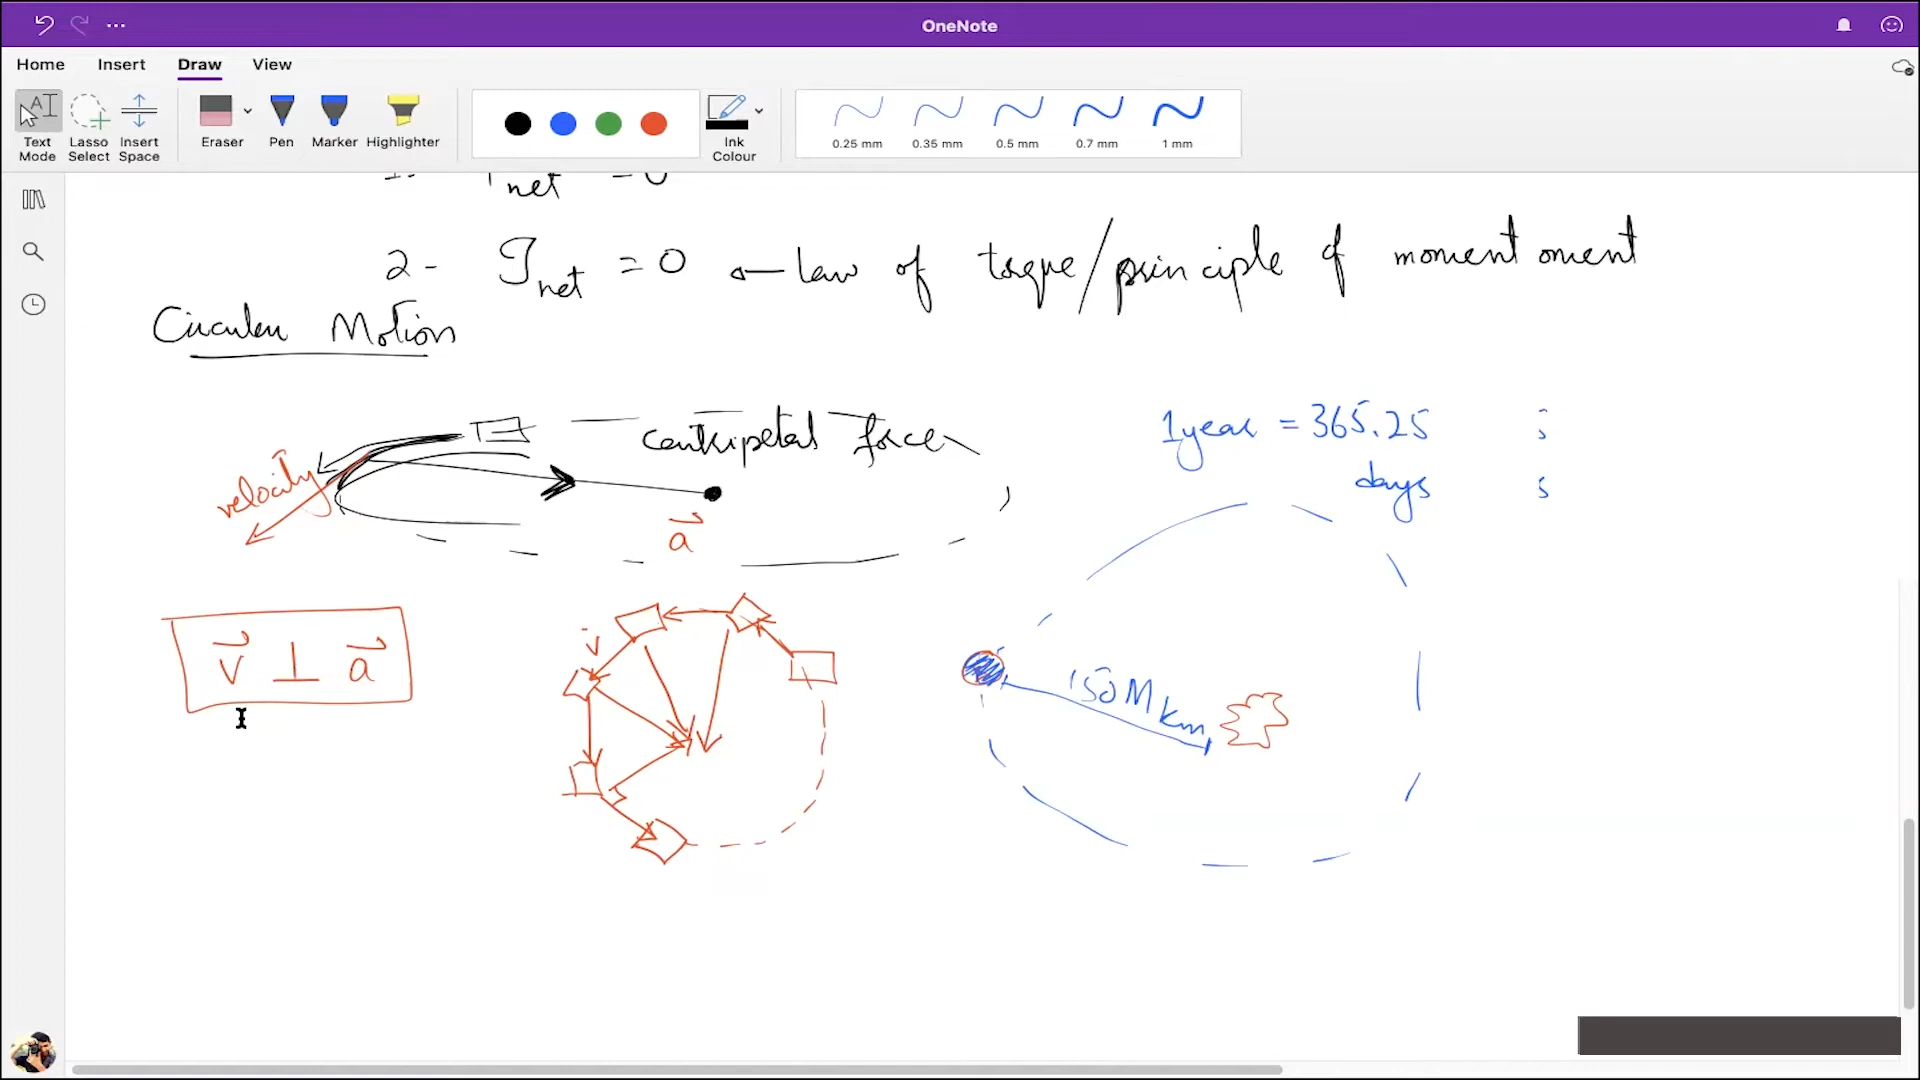 OneNote
Home Insert Draw View
Text Mode
Lasso Select
Insert Space
Eraser
Pen
Marker
Highlighter
Ink Colour
0.25 mm
0.35 mm
0.5 mm
0.7 mm
1 mm
net = 0
2- τnet = 0 ← law of torque/principle of moment oment
Circular Motion
centripetal force
velocity
a⃗
1 year = 365.25
days
v⃗ ⊥ a⃗
v
150M km